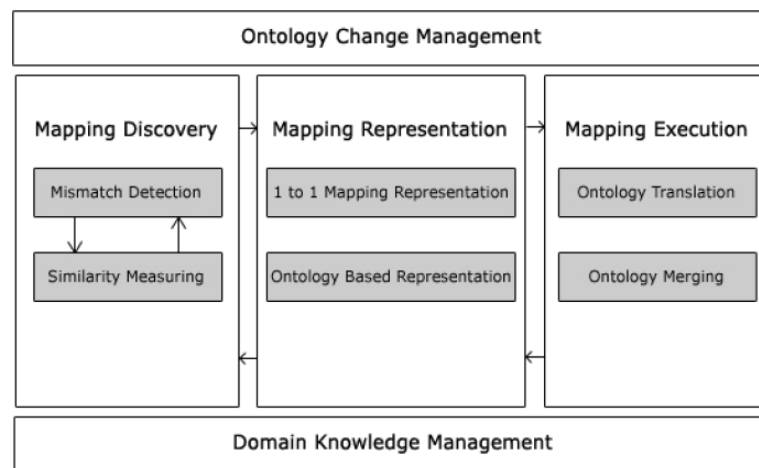 Ontology Change Management
Mapping Discovery
Mismatch Detection
Similarity Measuring
Mapping Representation
1 to 1 Mapping Representation
Ontology Based Representation
Mapping Execution
Ontology Translation
Ontology Merging
Domain Knowledge Management